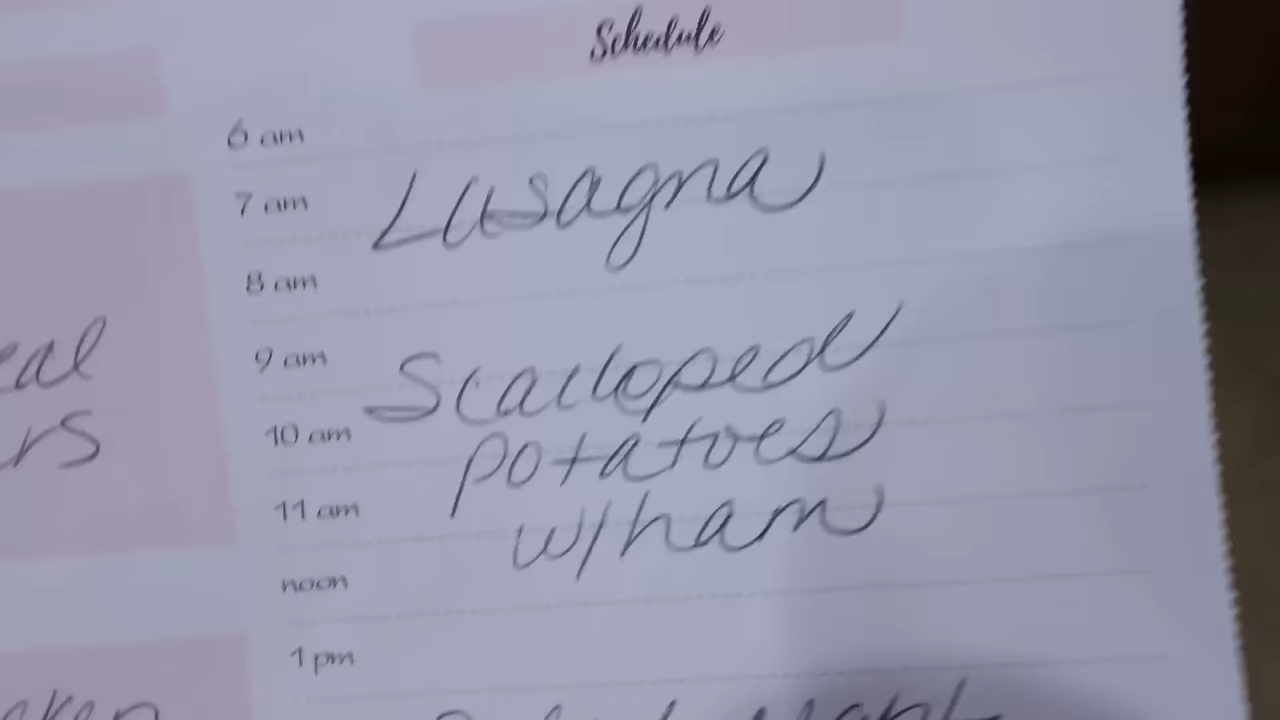 Schedule
6 am
7 am
Lasagna
8 am
9 am
Scalloped
10 am
potatoes
11 am
w/ham
noon
1 pm